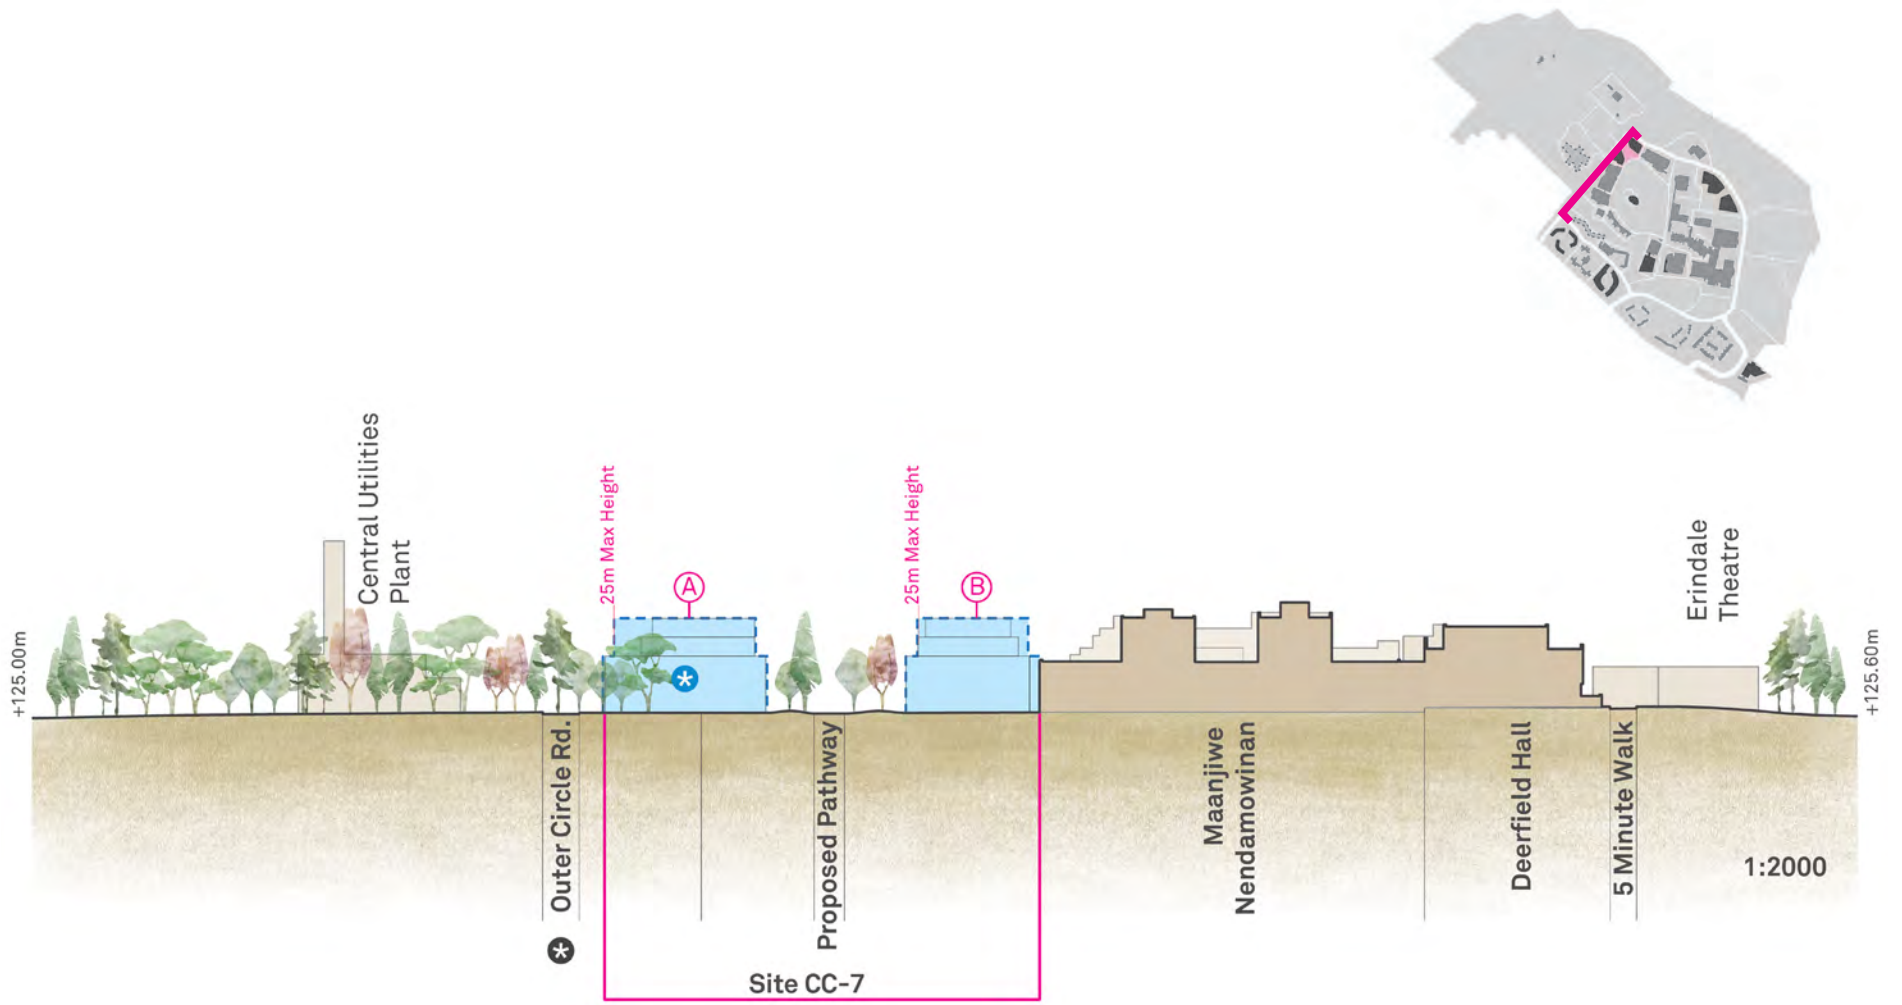 Central Utilities
Plant
25m Max Height
A
25m Max Height
B
Erindale
Theatre
+125.00m
+125.60m
Outer Circle Rd.
Proposed Pathway
Maanjiwe
Nendamowinan
Deerfield Hall
5 Minute Walk
1:2000
Site CC-7